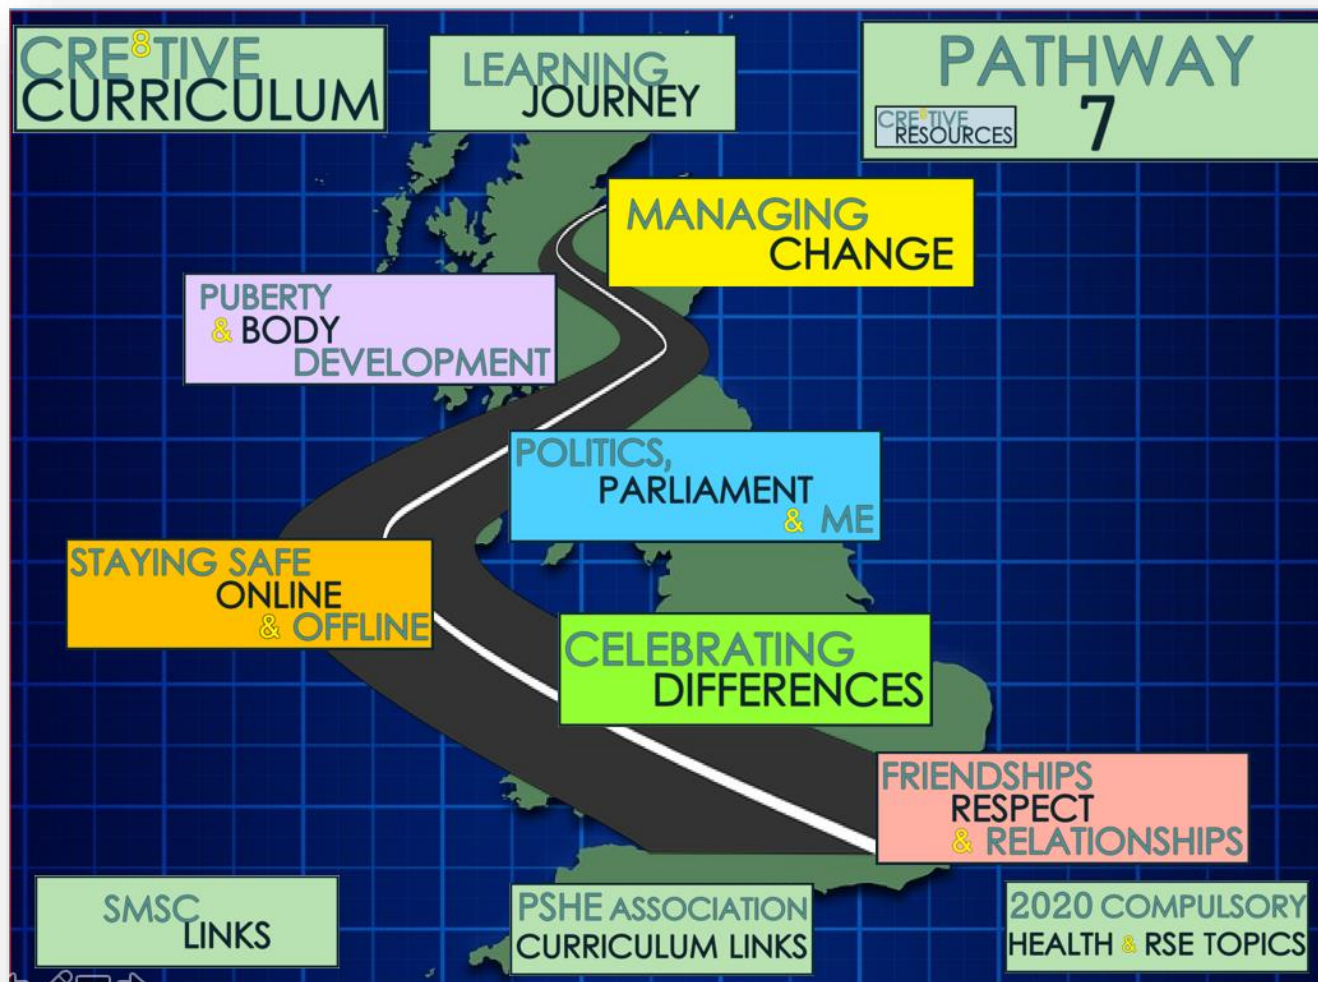 CRE8TIVE
CURRICULUM
LEARNING
JOURNEY
PATHWAY
7
CRE8TIVE
RESOURCES
MANAGING
CHANGE
PUBERTY
& BODY
DEVELOPMENT
POLITICS,
PARLIAMENT
& ME
STAYING SAFE
ONLINE
& OFFLINE
CELEBRATING
DIFFERENCES
FRIENDSHIPS
RESPECT
& RELATIONSHIPS
SMSC
LINKS
PSHE ASSOCIATION
CURRICULUM LINKS
2020 COMPULSORY
HEALTH & RSE TOPICS